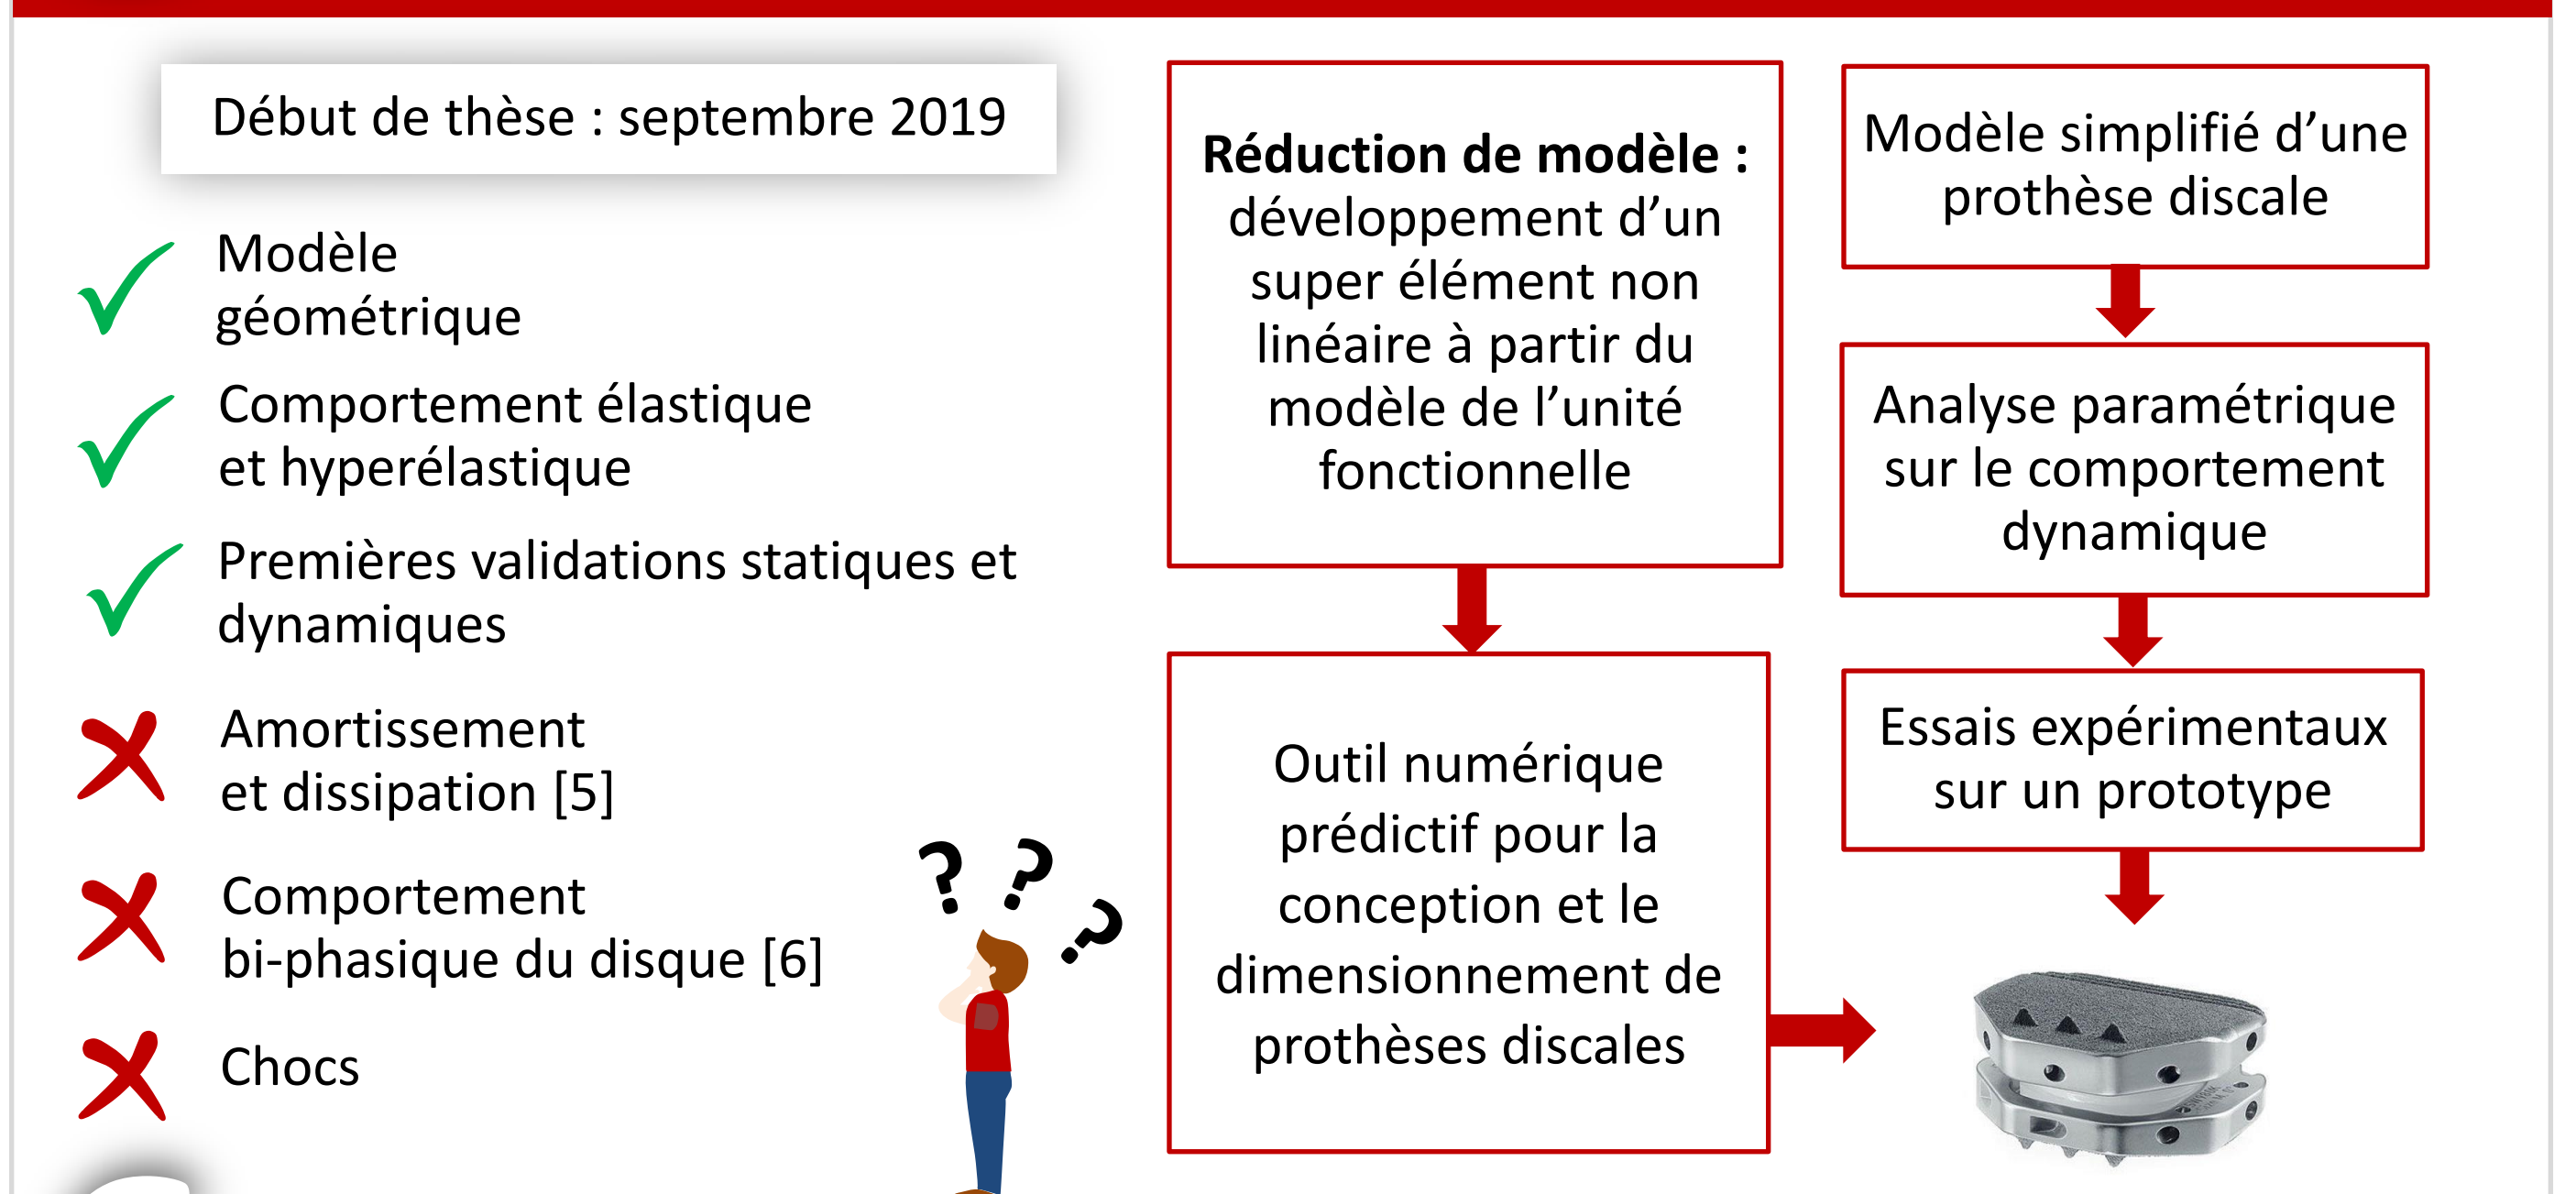 Début de thèse : septembre 2019
Modèle
géométrique
Comportement élastique
et hyperélastique
Premières validations statiques et
dynamiques
Amortissement
et dissipation [5]
Comportement
bi-phasique du disque [6]
Chocs
? ? ?
Réduction de modèle :
développement d’un
super élément non
linéaire à partir du
modèle de l’unité
fonctionnelle
Outil numérique
prédictif pour la
conception et le
dimensionnement de
prothèses discales
Modèle simplifié d’une
prothèse discale
Analyse paramétrique
sur le comportement
dynamique
Essais expérimentaux
sur un prototype